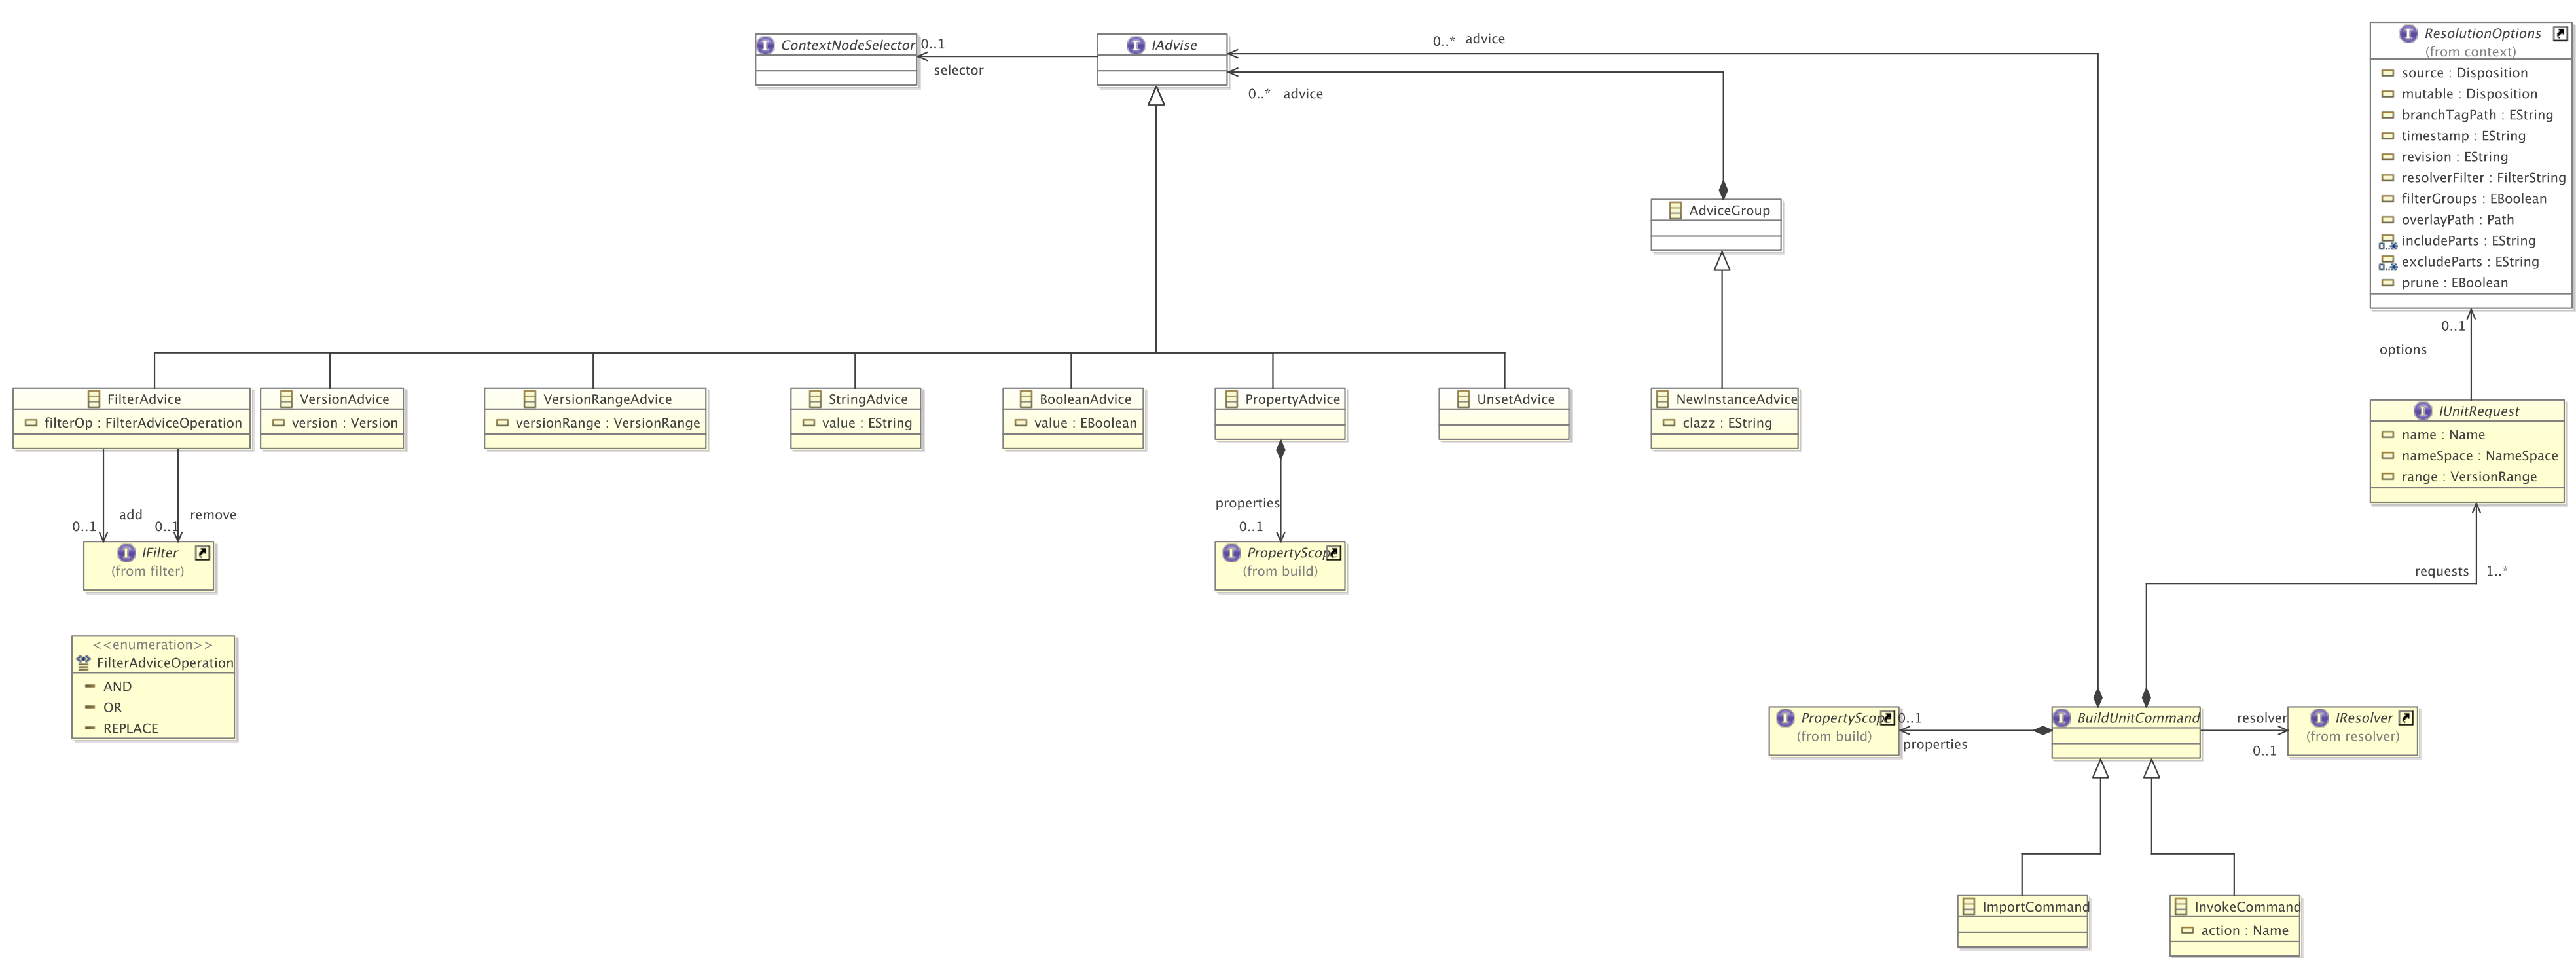 ContextNodeSelector
0..1
selector
IAdvise
0..* advice
0..* advice
ResolutionOptions
(from context)
source : Disposition
mutable : Disposition
branchTagPath : EString
timestamp : EString
revision : EString
resolverFilter : FilterString
filterGroups : EBoolean
overlayPath : Path
0..* includeParts : EString
0..* excludeParts : EString
prune : EBoolean
AdviceGroup
0..1
options
FilterAdvice
filterOp : FilterAdviceOperation
VersionAdvice
version : Version
VersionRangeAdvice
versionRange : VersionRange
StringAdvice
value : EString
BooleanAdvice
value : EBoolean
PropertyAdvice
UnsetAdvice
NewInstanceAdvice
clazz : EString
IUnitRequest
name : Name
nameSpace : NameSpace
range : VersionRange
0..1 add
0..1 remove
properties
0..1
IFilter
(from filter)
PropertyScop
(from build)
requests 1..*
<<enumeration>>
FilterAdviceOperation
AND
OR
REPLACE
PropertyScop
(from build)
0..1
properties
BuildUnitCommand
resolver
0..1
IResolver
(from resolver)
ImportCommand
InvokeCommand
action : Name